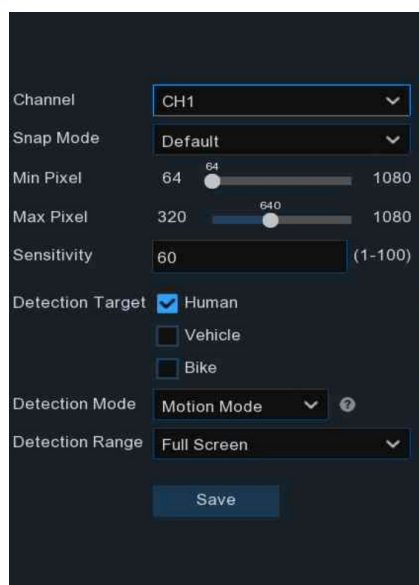 Channel CH1
Snap Mode Default
64
Min Pixel 64 1080
640
Max Pixel 320 1080
Sensitivity 60 (1-100)
Detection Target Human
Vehicle
Bike
Detection Mode Motion Mode ?
Detection Range Full Screen
Save